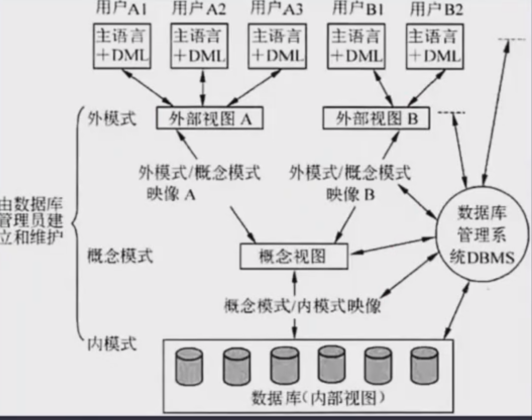 用户A1 用户A2 用户A3 用户B1 用户B2
主语言 主语言 主语言 主语言 主语言
+DML +DML +DML +DML +DML
外模式 外部视图 A 外部视图 B
外模式/概念模式 外模式/概念模式
映像 A 映像 B
由数据库
管理员建
立和维护
数据库
管理系
统DBMS
概念模式 概念视图
概念模式/内模式映像
内模式
数据库(内部视图)